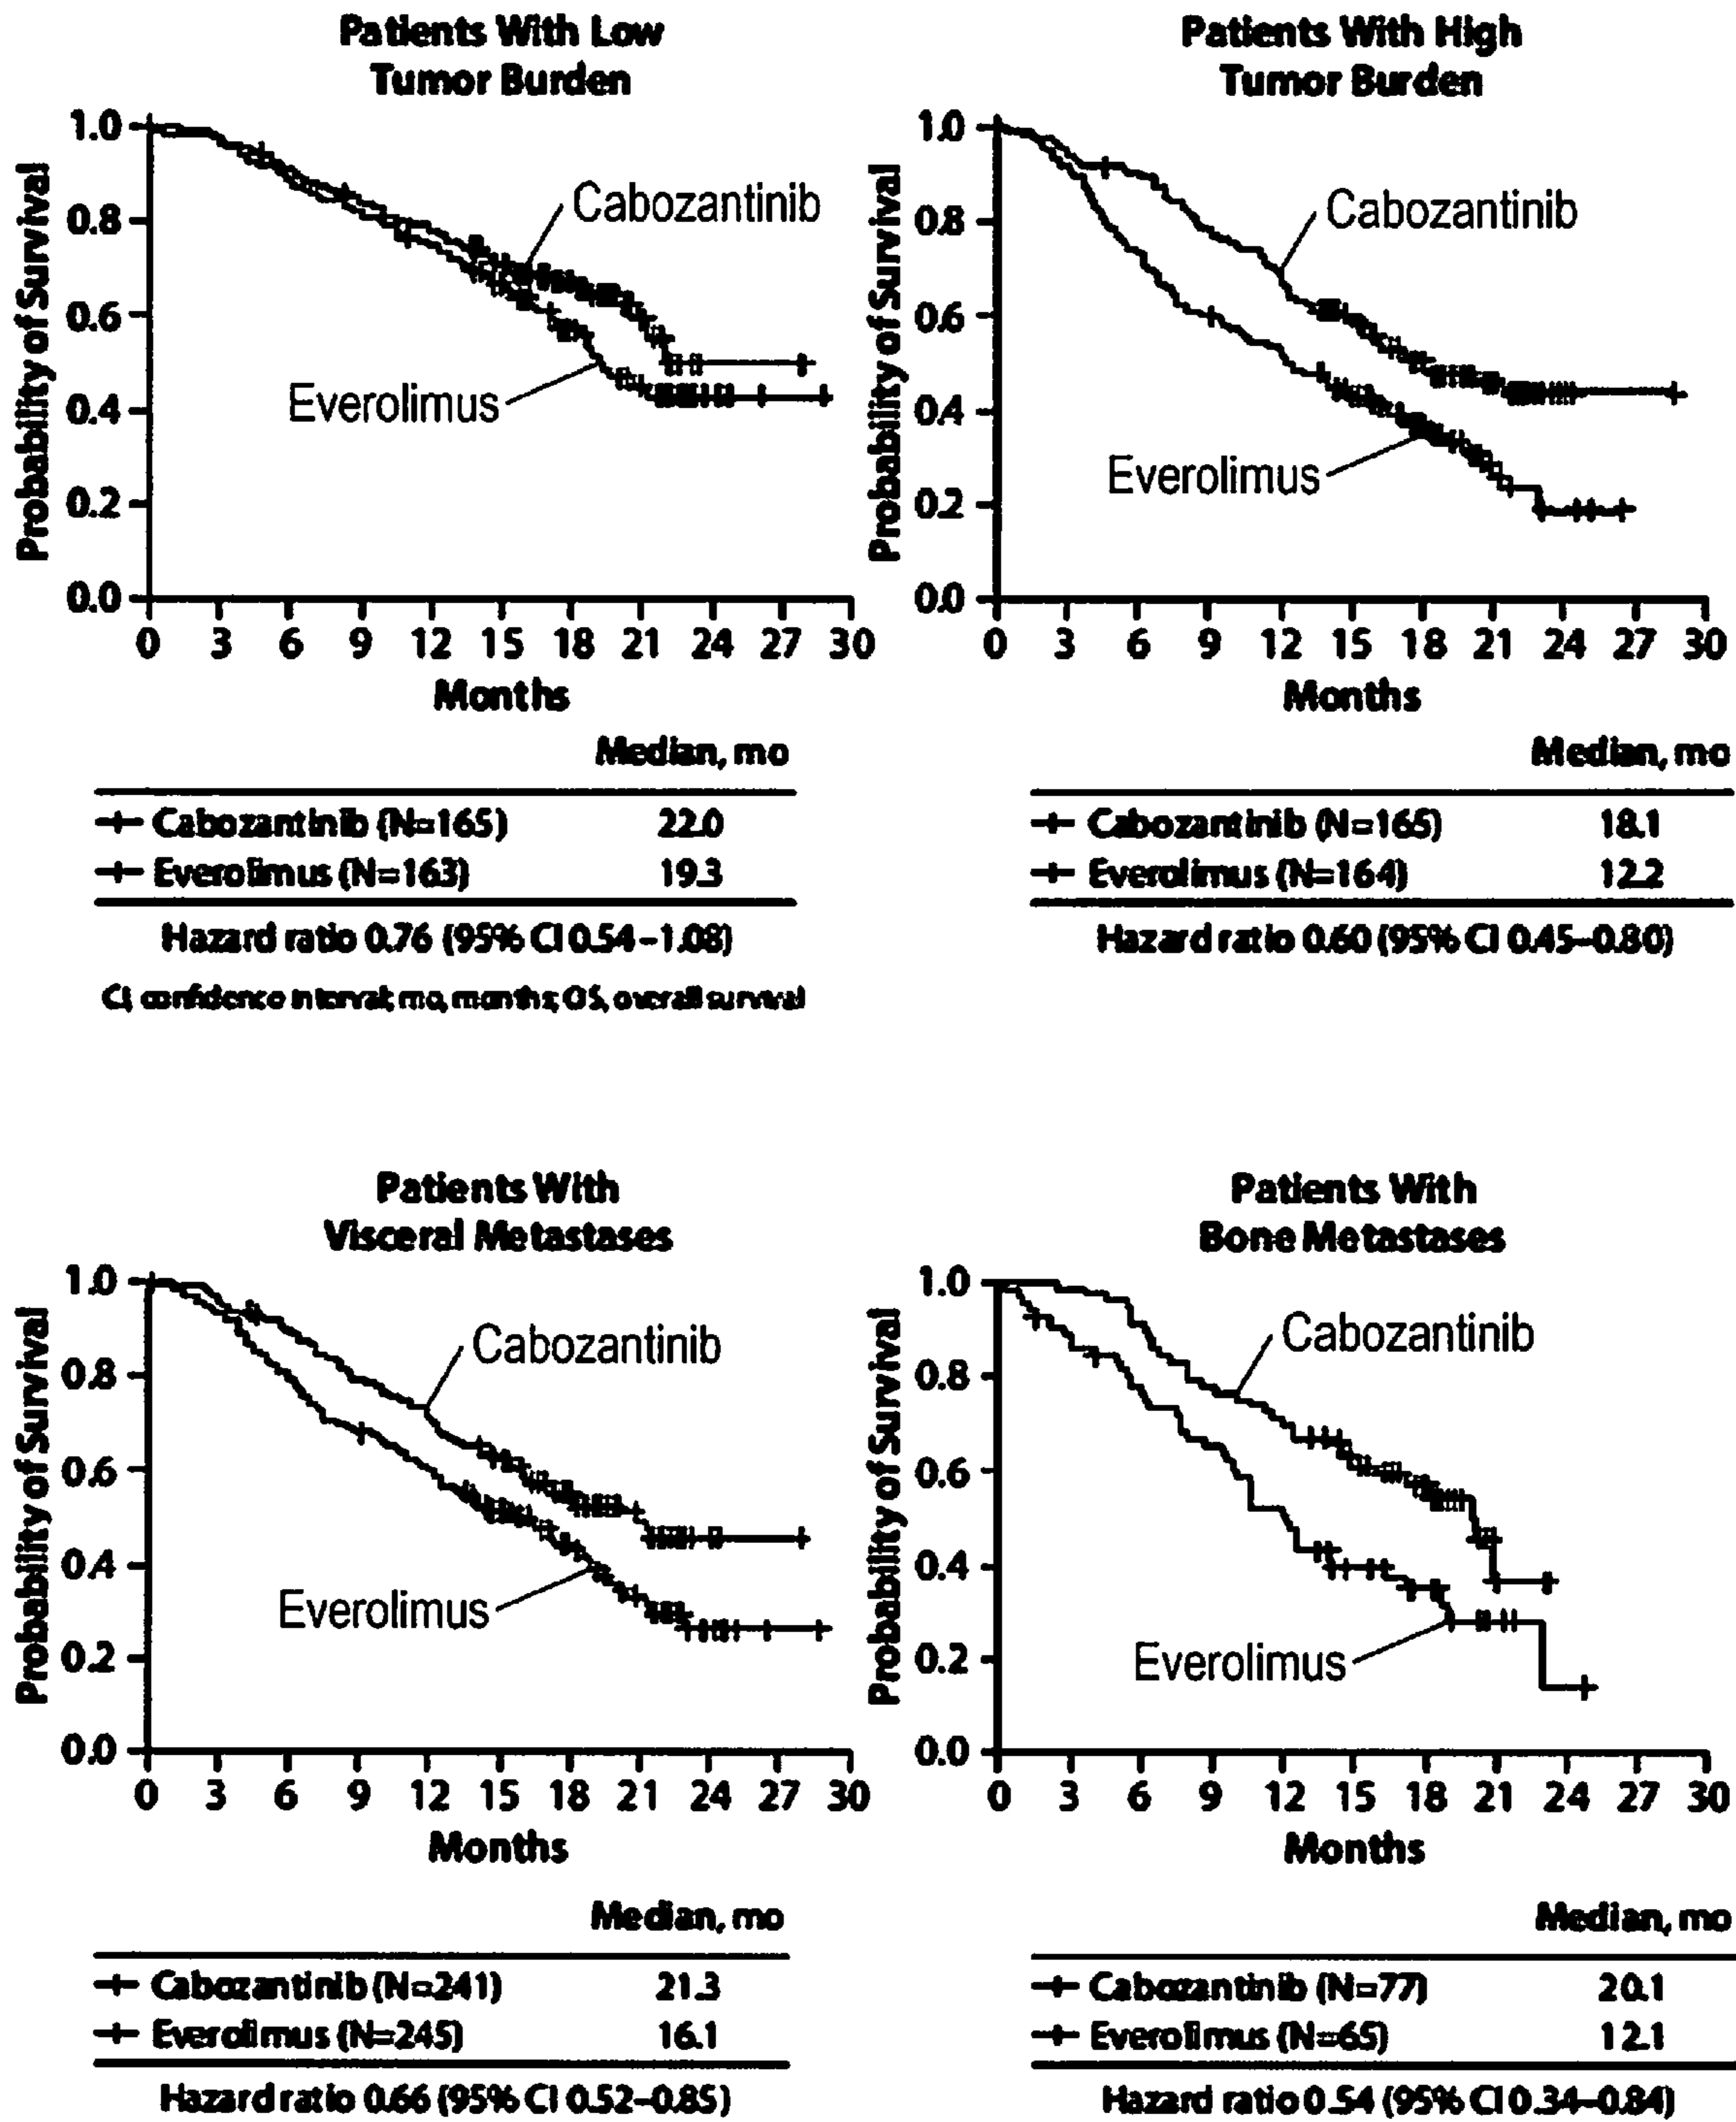 Patients With Low
Tumor Burden
Probability of Survival
1.0
0.8
0.6
0.4
0.2
0.0
Cabozantinib
Everolimus
0 3 6 9 12 15 18 21 24 27 30
Months
Median, mo
Cabozantinib (N=165) 22.0
Everolimus (N=163) 19.3
Hazard ratio 0.76 (95% CI 0.54–1.08)
CI, confidence interval; mo, months; OS, overall survival
Patients With High
Tumor Burden
Probability of Survival
1.0
0.8
0.6
0.4
0.2
0.0
Cabozantinib
Everolimus
0 3 6 9 12 15 18 21 24 27 30
Months
Median, mo
Cabozantinib (N=165) 18.1
Everolimus (N=164) 12.2
Hazard ratio 0.60 (95% CI 0.45–0.80)
Patients With
Visceral Metastases
Probability of Survival
1.0
0.8
0.6
0.4
0.2
0.0
Cabozantinib
Everolimus
0 3 6 9 12 15 18 21 24 27 30
Months
Median, mo
Cabozantinib (N=241) 21.3
Everolimus (N=245) 16.1
Hazard ratio 0.66 (95% CI 0.52–0.85)
Patients With
Bone Metastases
Probability of Survival
1.0
0.8
0.6
0.4
0.2
0.0
Cabozantinib
Everolimus
0 3 6 9 12 15 18 21 24 27 30
Months
Median, mo
Cabozantinib (N=77) 20.1
Everolimus (N=65) 12.1
Hazard ratio 0.54 (95% CI 0.34–0.84)